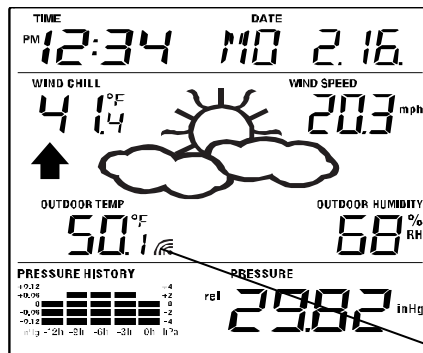 TIME DATE
PM 12:34 MO 2.16.
WIND CHILL WIND SPEED
41.4 °F 20.3 mph
OUTDOOR TEMP OUTDOOR HUMIDITY
50.1 °F 68 % RH
PRESSURE HISTORY PRESSURE
+0.12 +4
+0.06 +2
0 0
-0.06 -2
-0.12 -4
inHg -12h -9h -6h -3h 0h hPa
rel 29.82 inHg